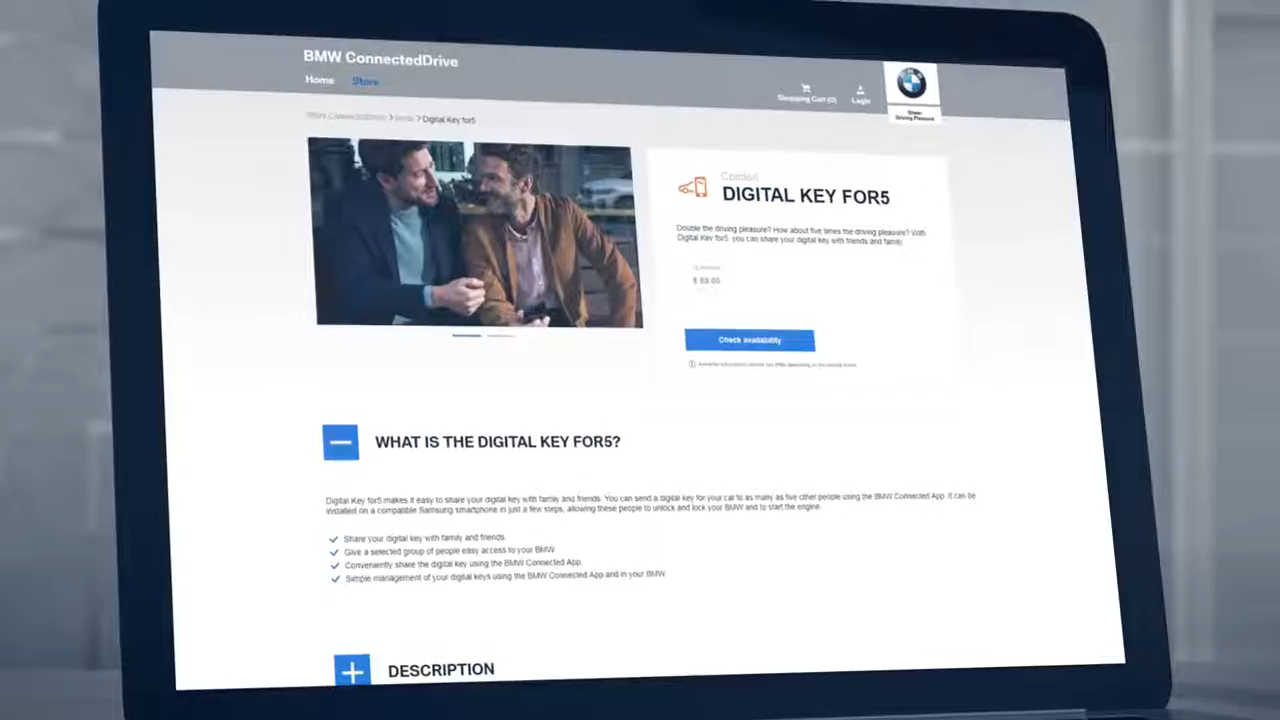 BMW ConnectedDrive
Home Store
Shopping Cart (0) Login
Sheer
Driving Pleasure
ConnectedDrive > > Digital Key for5
Comfort
DIGITAL KEY FOR5
Double the driving pleasure? How about five times the driving pleasure? With
Digital Key for5, you can share your digital key with friends and family.
Check availability
WHAT IS THE DIGITAL KEY FOR5?
Digital Key for5 makes it easy to share your digital key with family and friends. You can send a digital key for your car to as many as five other people using the BMW Connected App. It can be
installed on a compatible Samsung smartphone in just a few steps, allowing these people to unlock and lock your BMW and to start the engine.
Share your digital key with family and friends.
Give a selected group of people easy access to your BMW.
Conveniently share the digital key using the BMW Connected App.
Simple management of your digital keys using the BMW Connected App and in your BMW.
DESCRIPTION